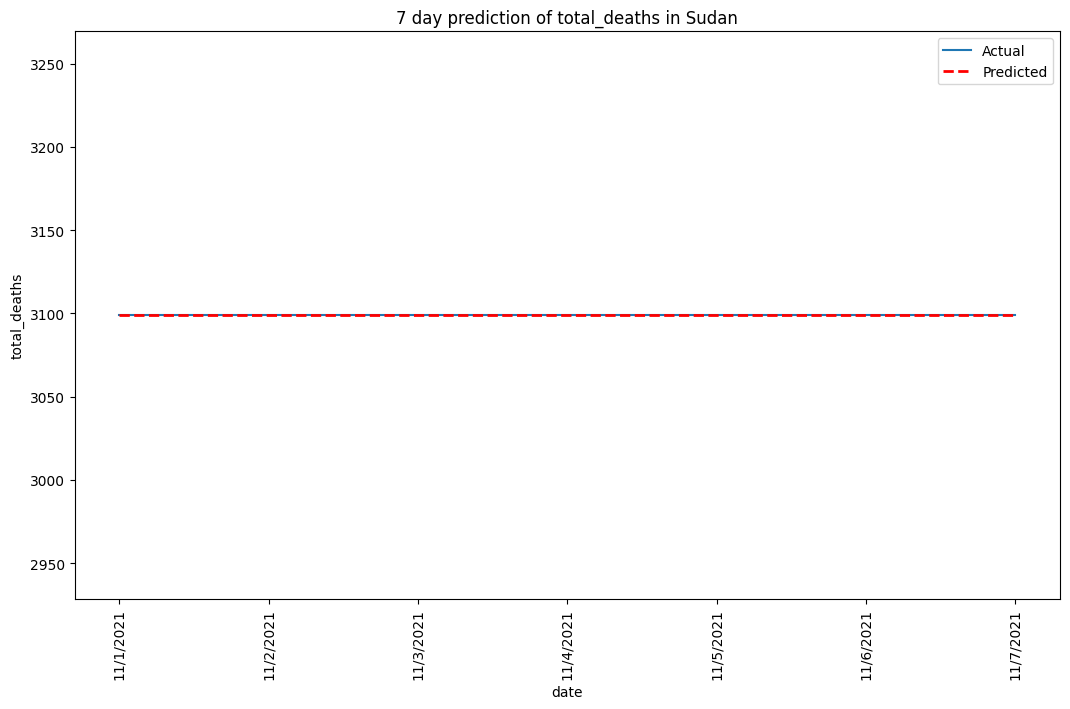 7 day prediction of total_deaths in Sudan
Actual
Predicted
3250
3200
3150
3100
3050
3000
2950
total_deaths
11/1/2021
11/2/2021
11/3/2021
11/4/2021
11/5/2021
11/6/2021
11/7/2021
date